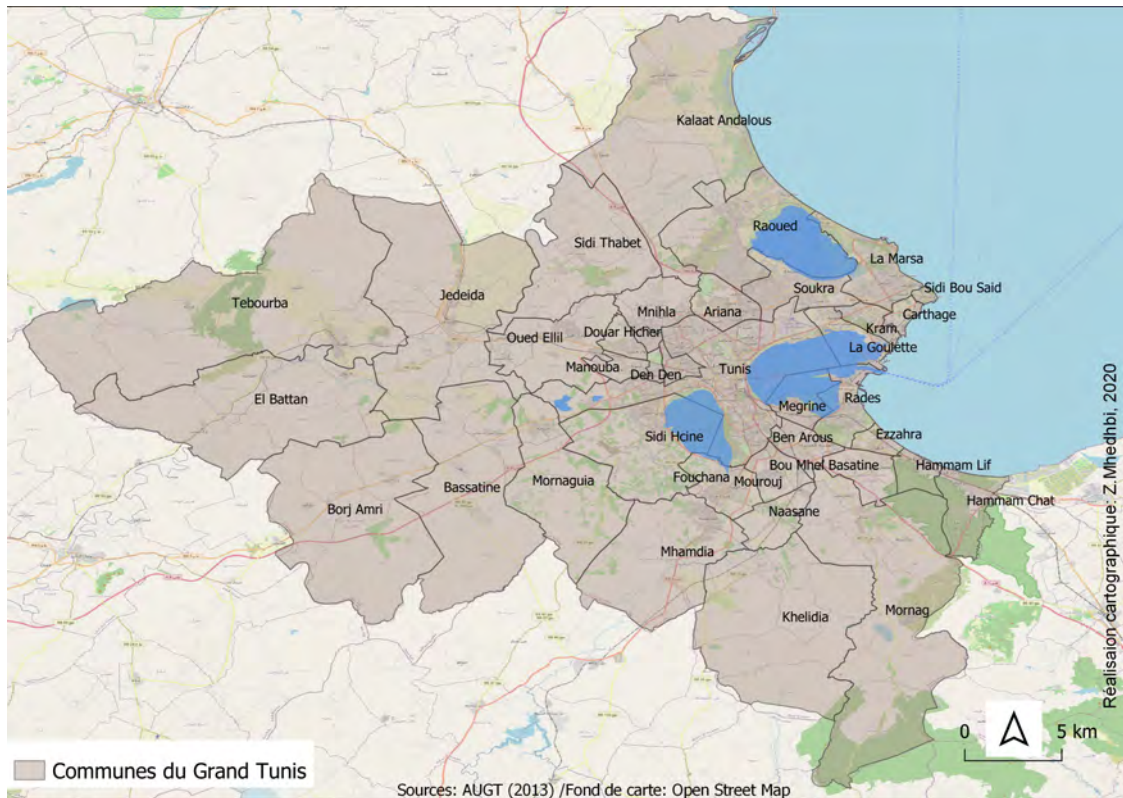 Kalaat Andalous
Raoued
Sidi Thabet
La Marsa
Sidi Bou Said
Soukra
Tebourba
Jedeida
Mnihla
Ariana
Carthage
Kram
Oued Ellil
Douar Hicher
La Goulette
Manouba
Den Den
Tunis
El Battan
Rades
Megrine
Sidi Hcine
Ben Arous
Ezzahra
Bou Mhel Basatine
Hammam Lif
Fouchana
Mourouj
Mornaguia
Bassatine
Hammam Chat
Borj Amri
Naasane
Mhamdia
Khelidia
Mornag
Réalisaion cartographique: Z.Mhedhbi, 2020
0 5 km
Communes du Grand Tunis
Sources: AUGT (2013) /Fond de carte: Open Street Map